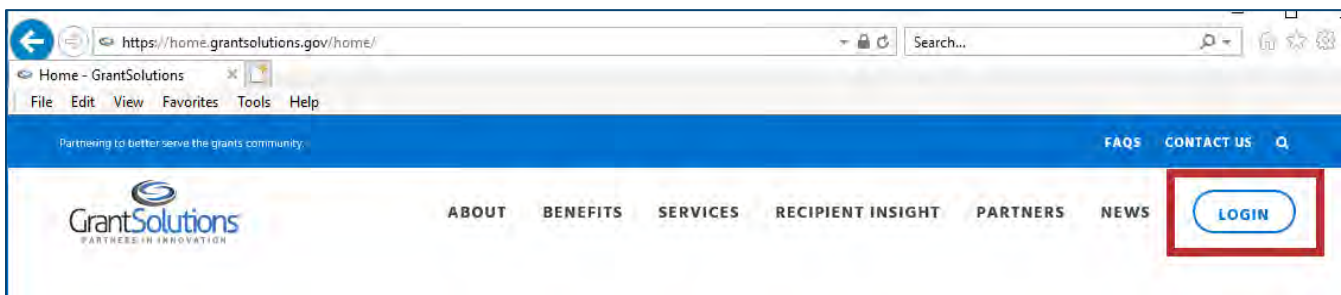 https://home.grantsolutions.gov/home/ Search...
Home - GrantSolutions
File Edit View Favorites Tools Help
Partnering to better serve the grants community. FAQS CONTACT US
GrantSolutions
PARTNERS IN INNOVATION
ABOUT BENEFITS SERVICES RECIPIENT INSIGHT PARTNERS NEWS LOGIN